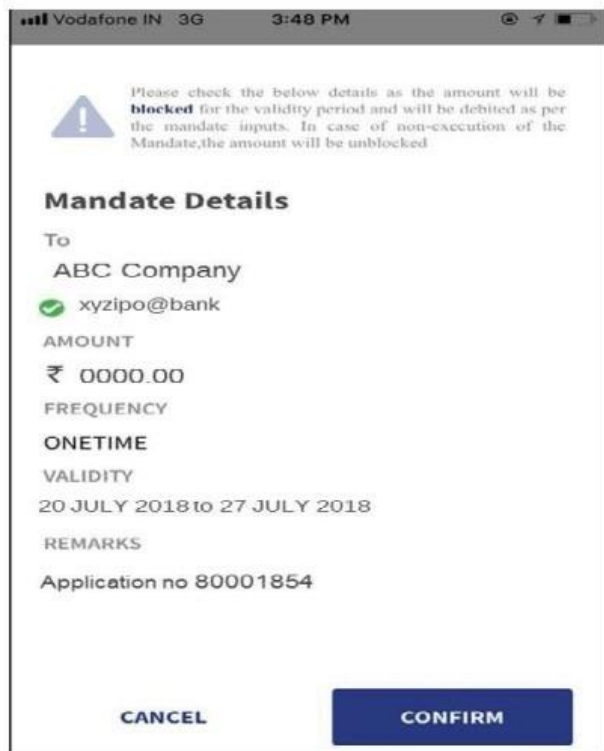 Vodafone IN 3G 3:48 PM
Please check the below details as the amount will be
blocked for the validity period and will be debited as per
the mandate inputs. In case of non-execution of the
Mandate,the amount will be unblocked
Mandate Details
To
ABC Company
xyzipo@bank
AMOUNT
₹ 0000.00
FREQUENCY
ONETIME
VALIDITY
20 JULY 2018 to 27 JULY 2018
REMARKS
Application no 80001854
CANCEL CONFIRM